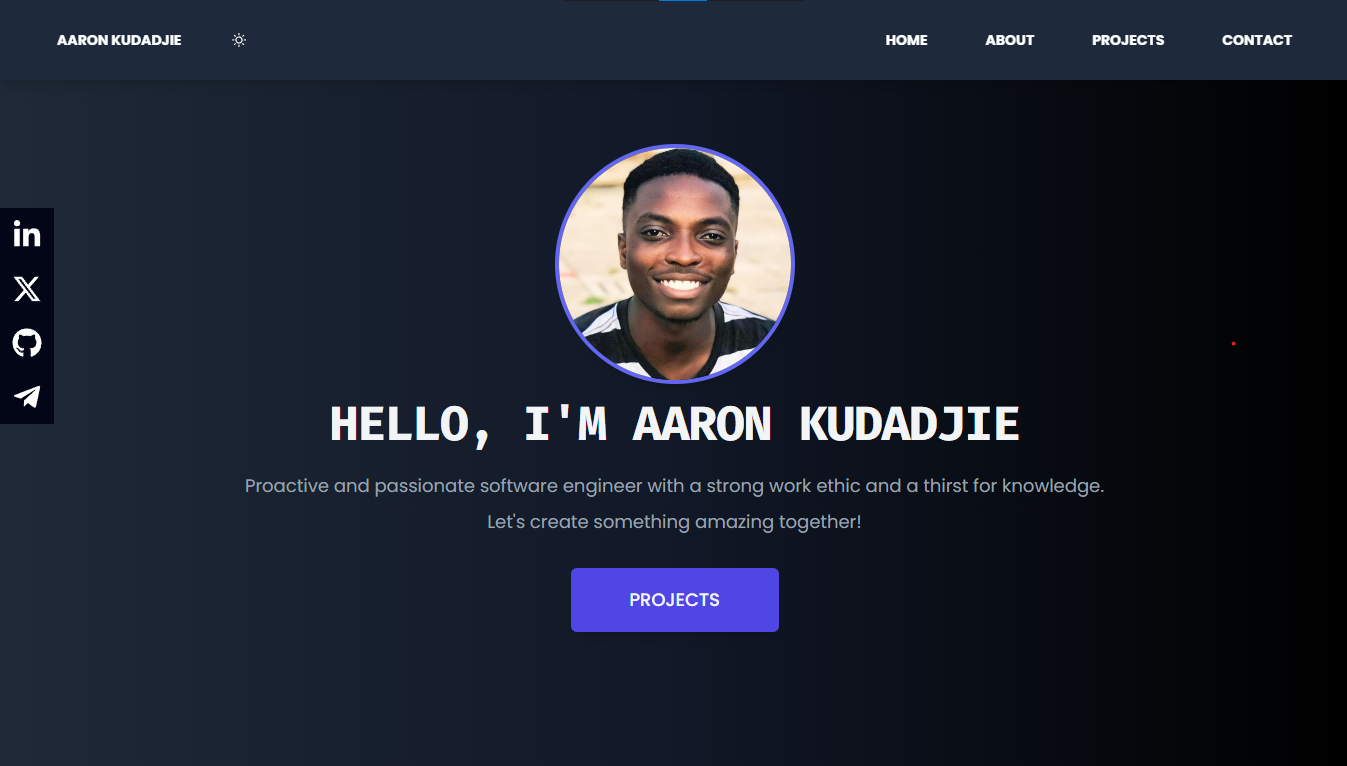 AARON KUDADJIE
HOME ABOUT PROJECTS CONTACT
in
HELLO, I'M AARON KUDADJIE
Proactive and passionate software engineer with a strong work ethic and a thirst for knowledge.
Let's create something amazing together!
PROJECTS